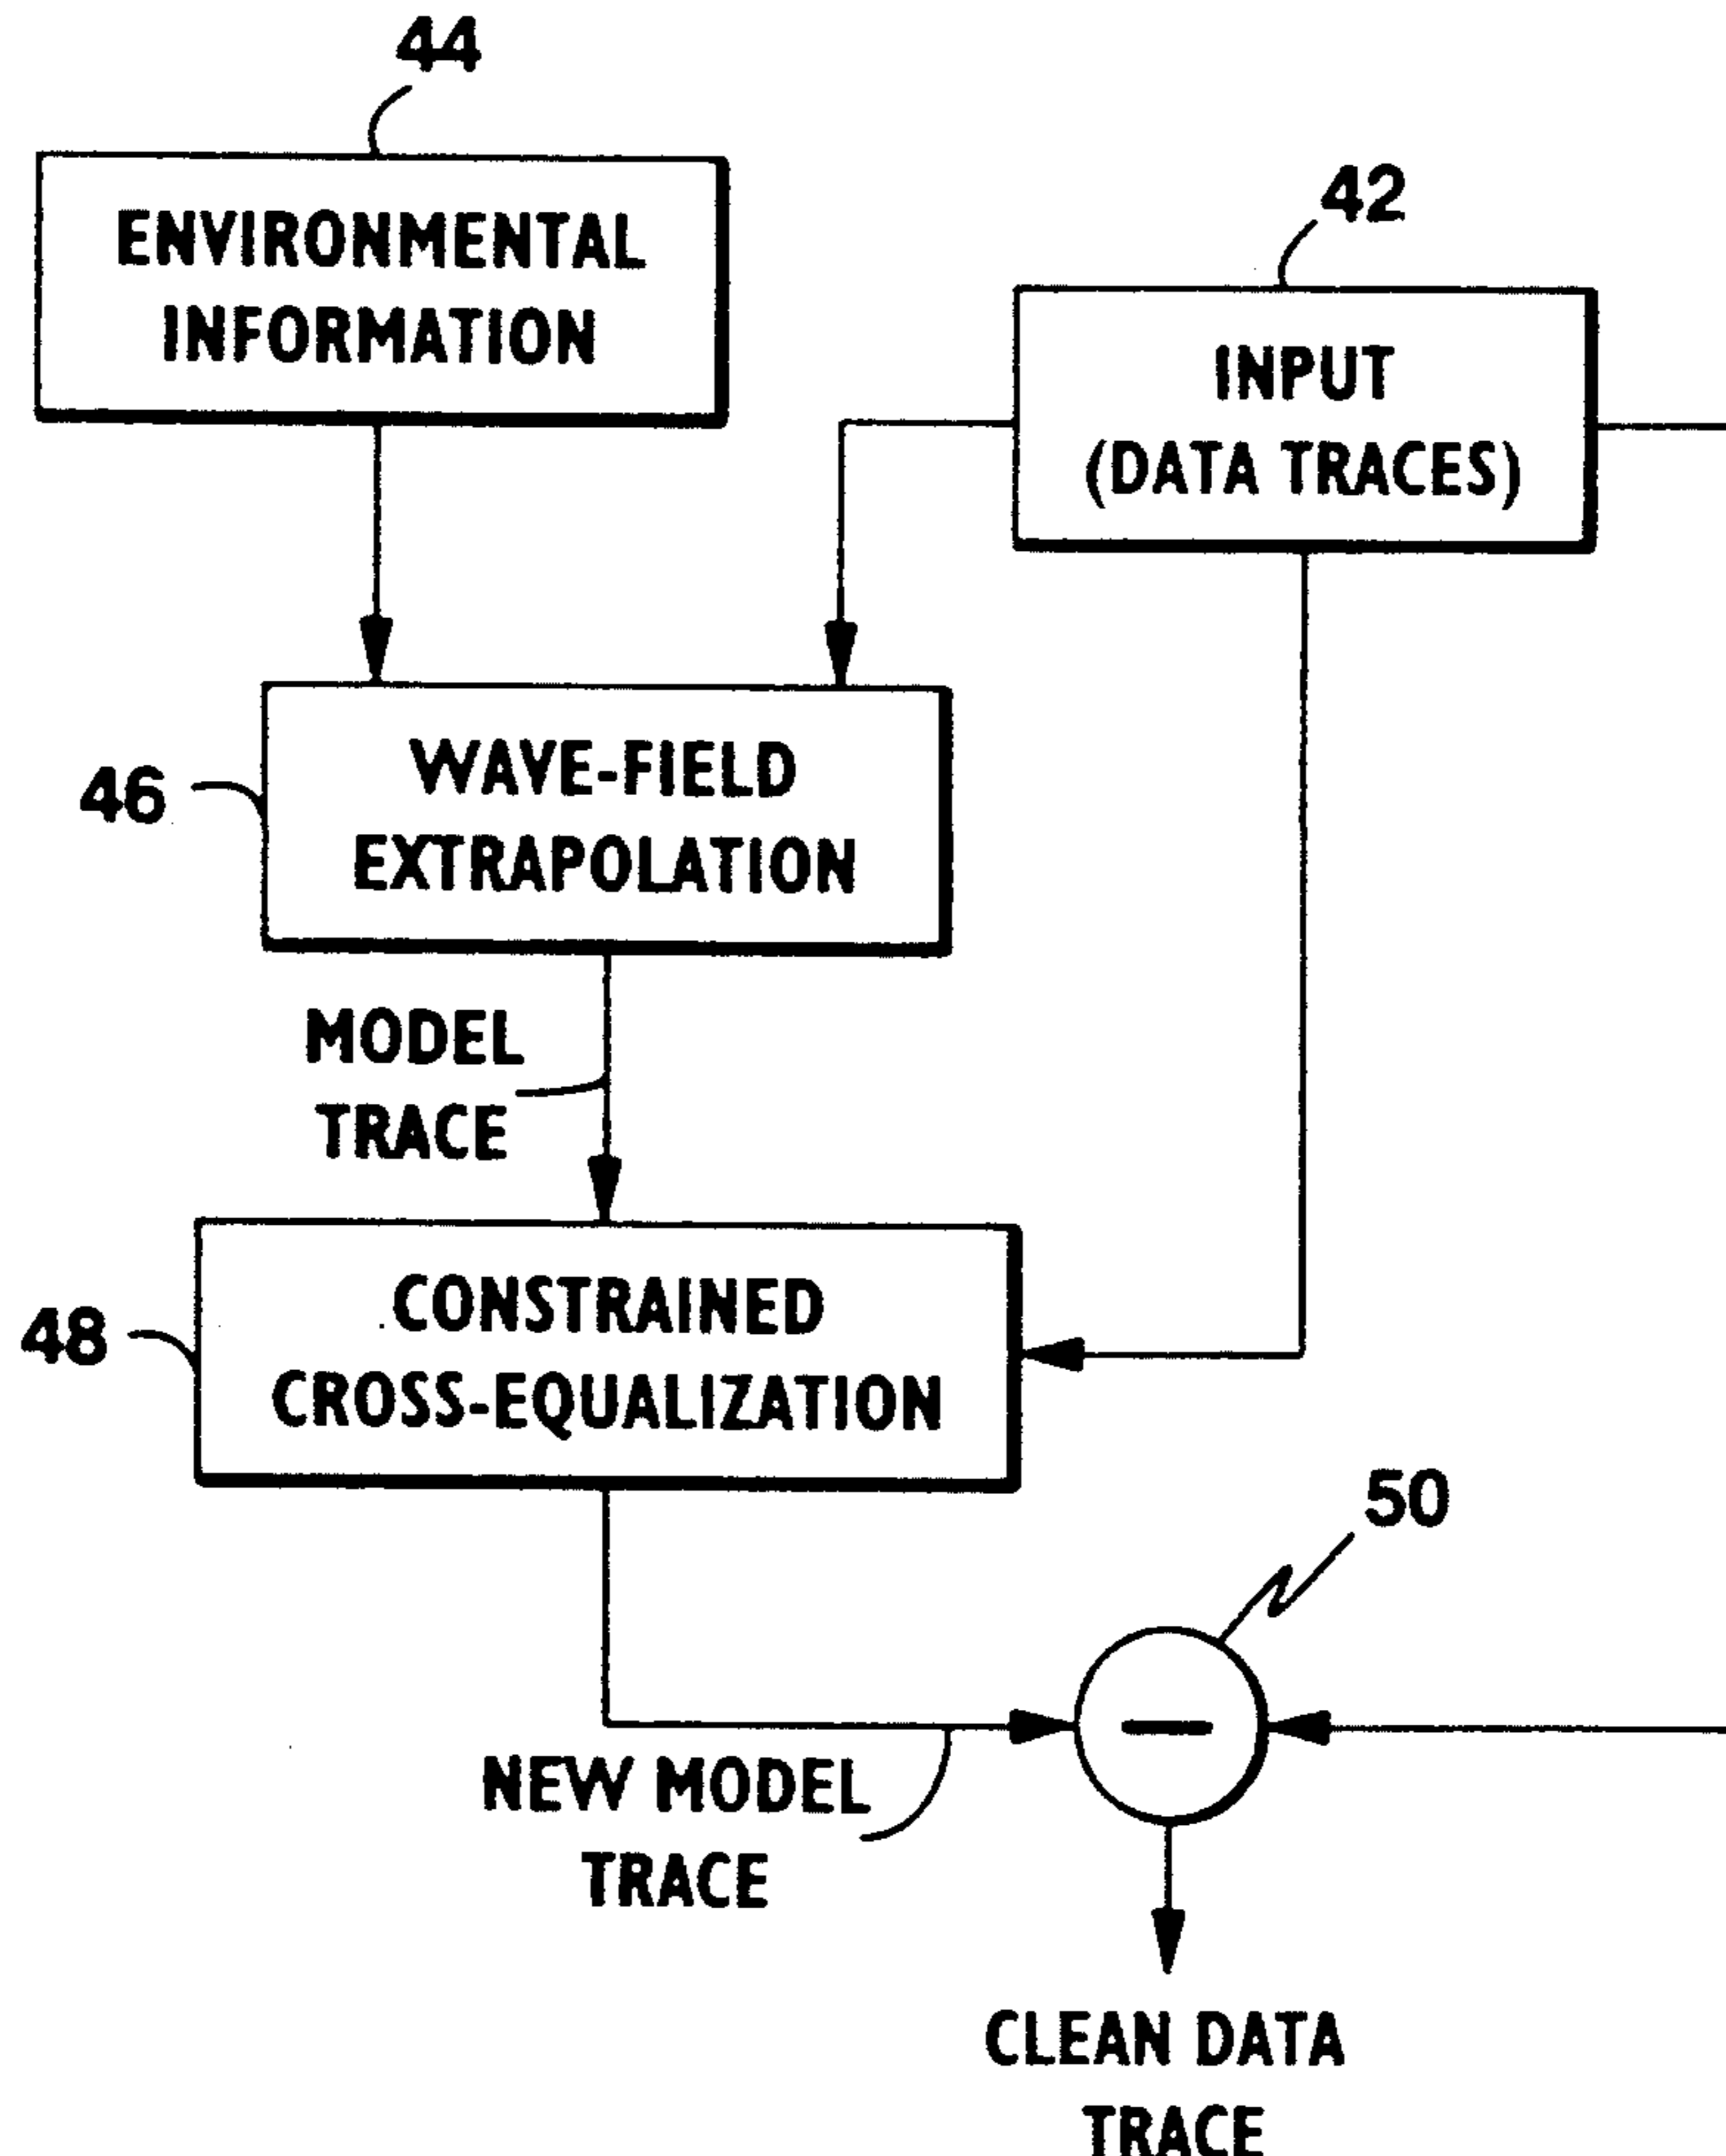 44
ENVIRONMENTAL
INFORMATION
42
INPUT
(DATA TRACES)
46
WAVE-FIELD
EXTRAPOLATION
MODEL
TRACE
48
CONSTRAINED
CROSS-EQUALIZATION
50
NEW MODEL
TRACE
CLEAN DATA
TRACE